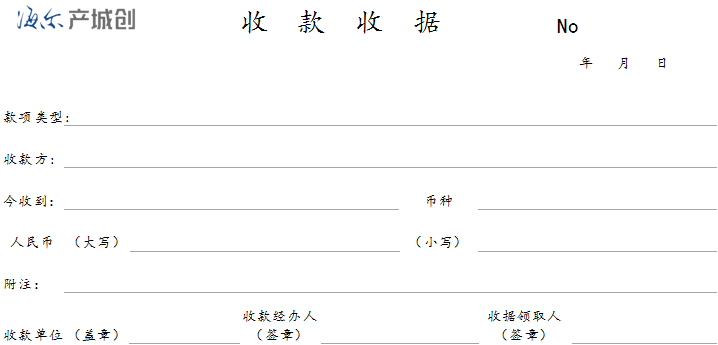 海尔产城创 收款收据 No
年 月 日
款项类型：
收款方：
今收到： 币种
人民币 （大写） （小写）
附注：
收款单位（盖章） 收款经办人（签章） 收据领取人（签章）